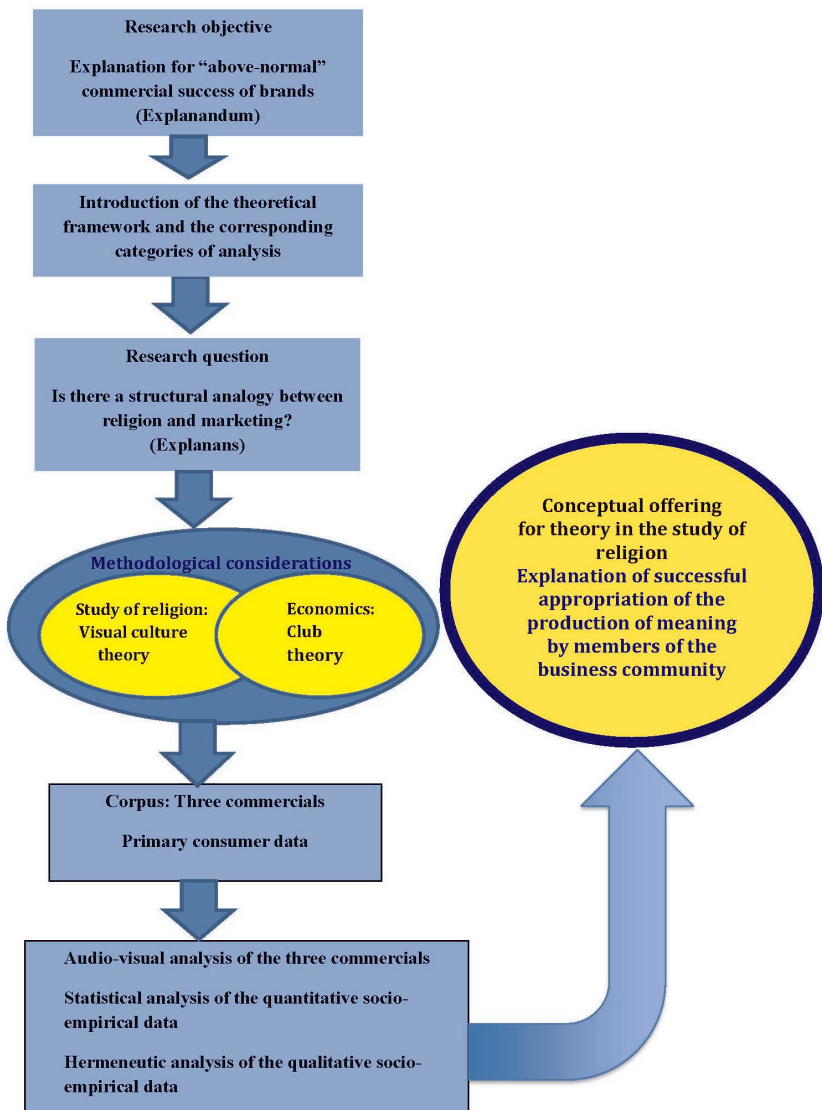 Research objective
Explanation for “above-normal”
commercial success of brands
(Explanandum)
Introduction of the theoretical
framework and the corresponding
categories of analysis
Research question
Is there a structural analogy between
religion and marketing?
(Explanans)
Methodological considerations
Study of religion:
Visual culture
theory
Economics:
Club
theory
Corpus: Three commercials
Primary consumer data
Audio-visual analysis of the three commercials
Statistical analysis of the quantitative socio-
empirical data
Hermeneutic analysis of the qualitative socio-
empirical data
Conceptual offering
for theory in the study of
religion
Explanation of successful
appropriation of the
production of meaning
by members of the
business community